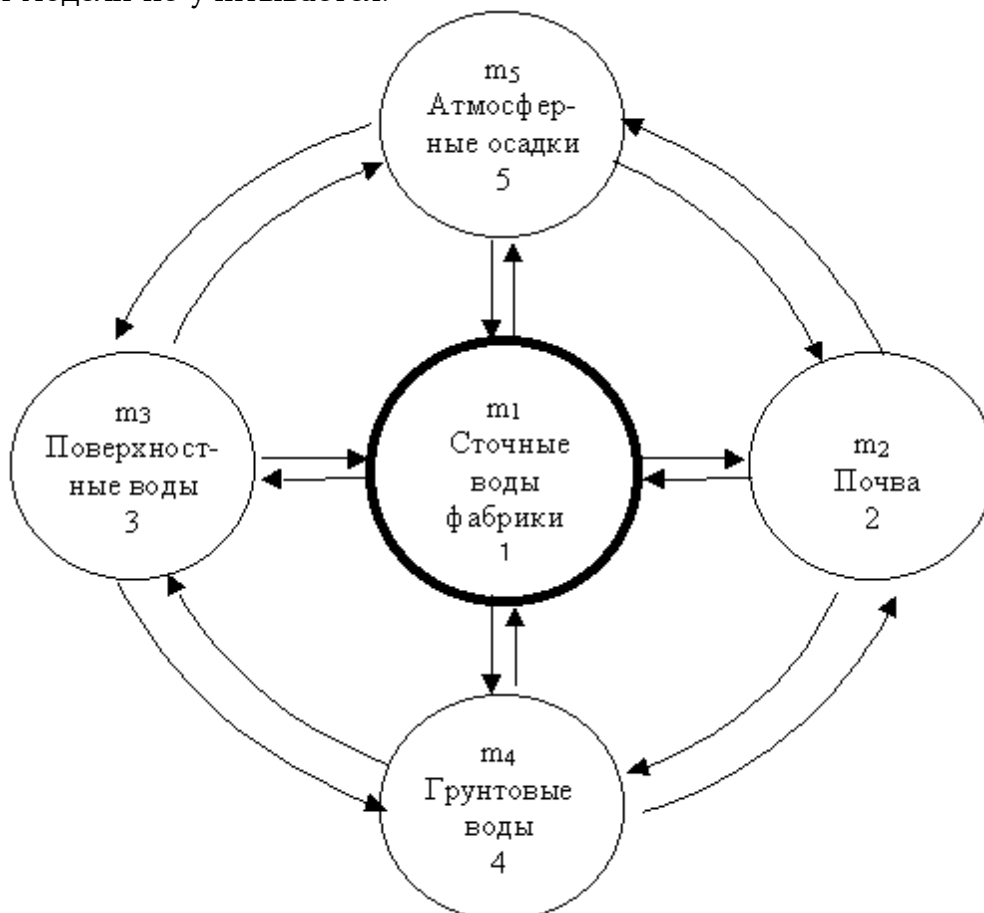 модели не учитывается.
m5
Атмосфер-
ные осадки
5
m3
Поверхност-
ные воды
3
m1
Сточные
воды
фабрики
1
m2
Почва
2
m4
Грунтовые
воды
4